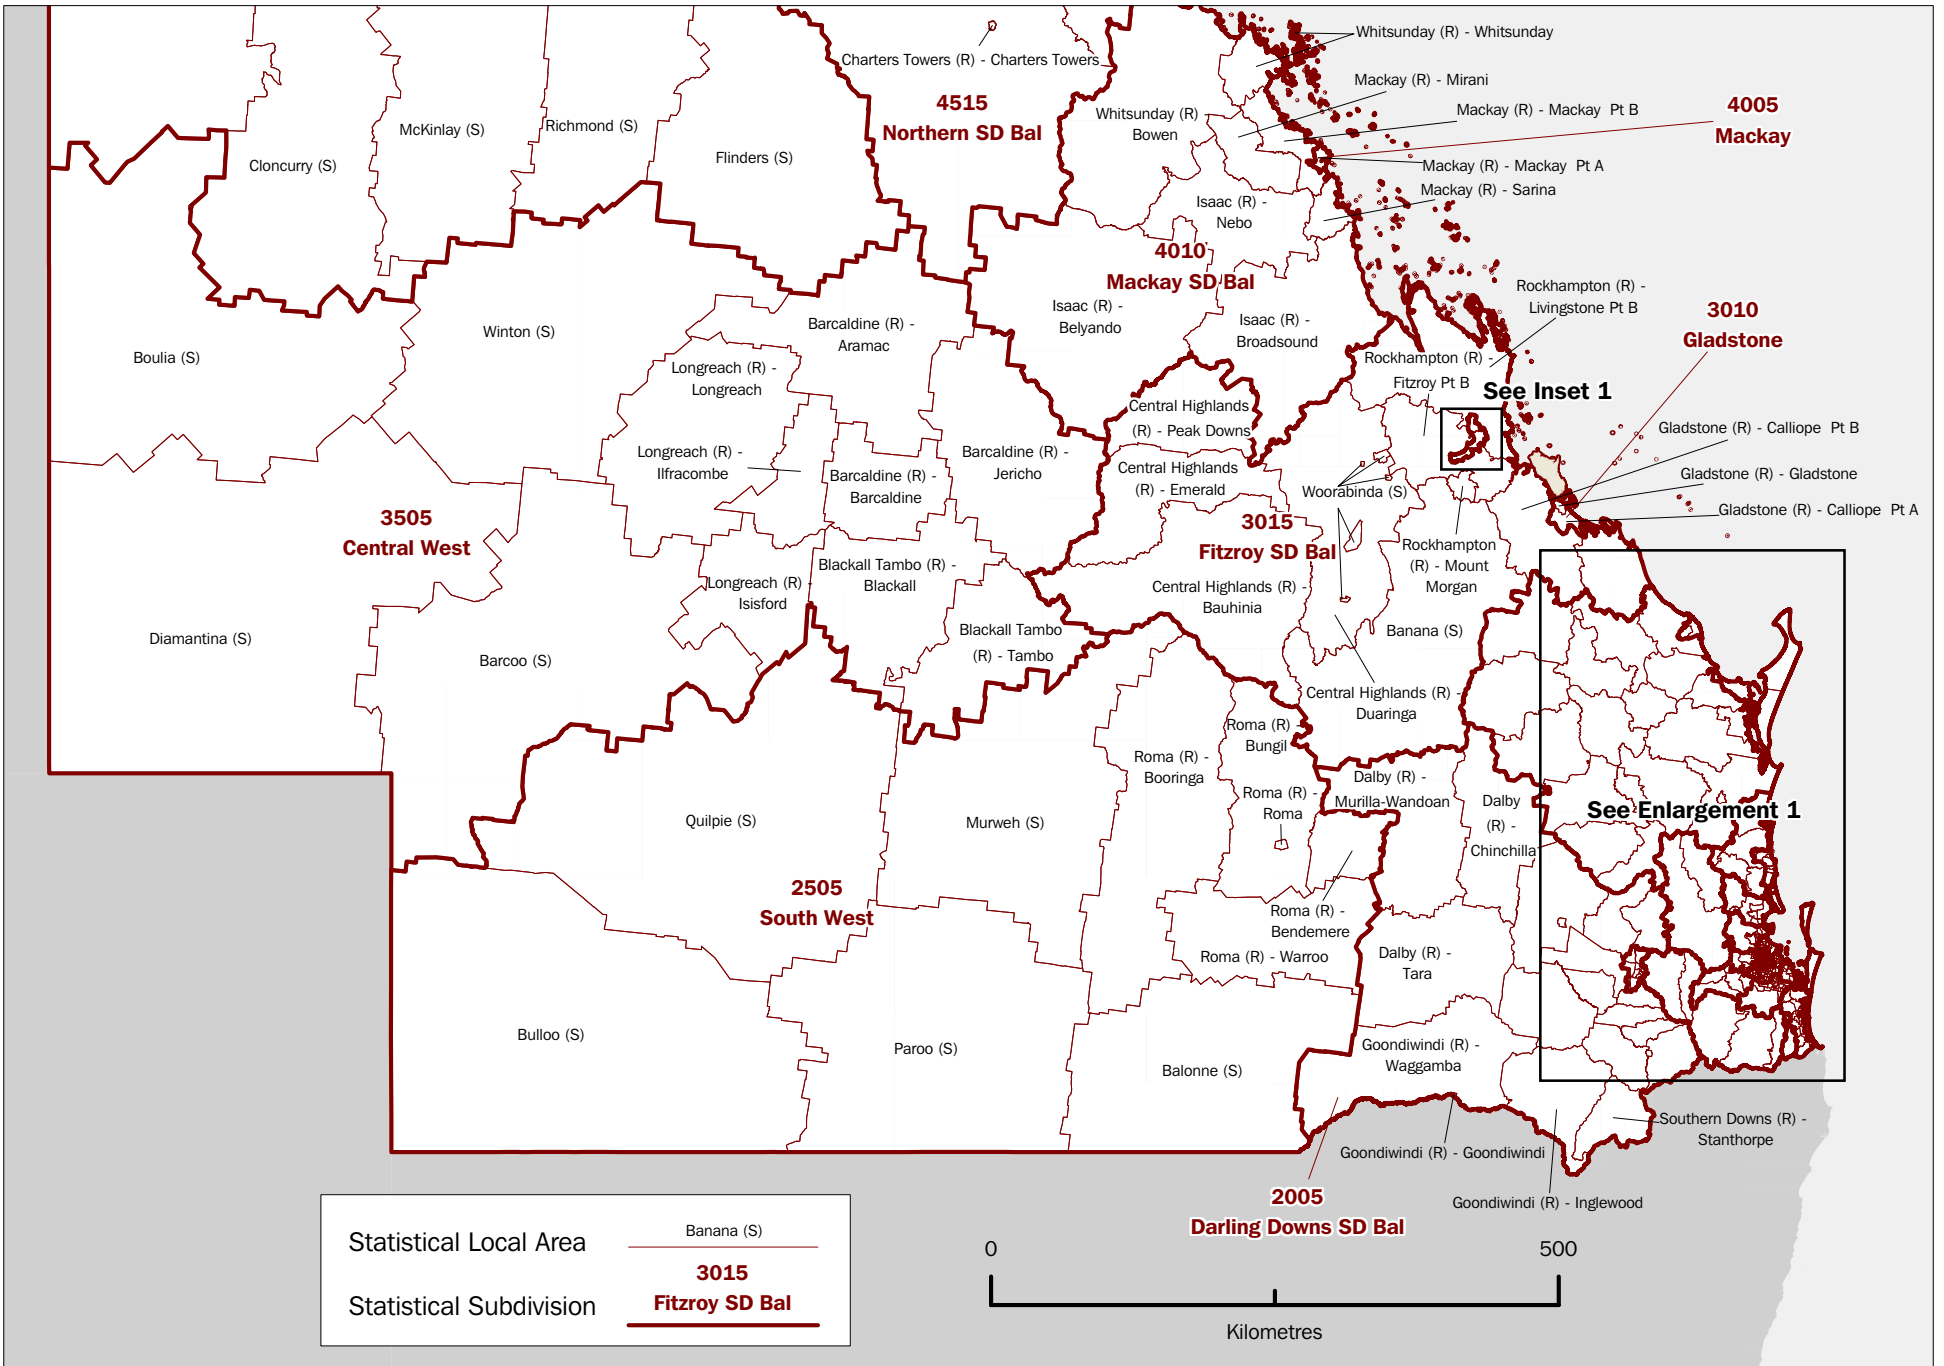 Whitsunday (R) - Whitsunday
Charters Towers (R) - Charters Towers
Mackay (R) - Mirani
4515
Northern SD Bal
Whitsunday (R)
Bowen
Mackay (R) - Mackay Pt B
4005
Mackay
McKinlay (S)
Richmond (S)
Flinders (S)
Cloncurry (S)
Mackay (R) - Mackay Pt A
Mackay (R) - Sarina
Isaac (R) -
Nebo
4010
Mackay SD Bal
Rockhampton (R) -
Livingstone Pt B
3010
Gladstone
Isaac (R) -
Belyando
Isaac (R) -
Broadsound
Barcaldine (R) -
Aramac
Winton (S)
Boulia (S)
Longreach (R) -
Longreach
Rockhampton (R) -
Fitzroy Pt B
See Inset 1
Central Highlands
(R) - Peak Downs
Gladstone (R) - Calliope Pt B
Longreach (R) -
Ilfracombe
Barcaldine (R) -
Barcaldine
Barcaldine (R) -
Jericho
Central Highlands
(R) - Emerald
Woorabinda (S)
Gladstone (R) - Gladstone
Gladstone (R) - Calliope Pt A
3505
Central West
3015
Fitzroy SD Bal
Rockhampton
(R) - Mount
Morgan
Longreach (R) -
Isisford
Blackall Tambo (R) -
Blackall
Central Highlands (R) -
Bauhinia
Diamantina (S)
Barcoo (S)
Blackall Tambo
(R) - Tambo
Banana (S)
Central Highlands (R) -
Duaringa
Roma (R) -
Bungil
Roma (R) -
Booringa
Dalby (R) -
Murilla-Wandoan
Roma (R) -
Roma
Dalby
(R) -
Chinchilla
See Enlargement 1
Quilpie (S)
Murweh (S)
2505
South West
Roma (R) -
Bendemere
Roma (R) - Warroo
Dalby (R) -
Tara
Bulloo (S)
Paroo (S)
Balonne (S)
Goondiwindi (R) -
Waggamba
Southern Downs (R) -
Stanthorpe
Goondiwindi (R) - Goondiwindi
Goondiwindi (R) - Inglewood
2005
Darling Downs SD Bal
Statistical Local Area
Banana (S)
3015
Fitzroy SD Bal
Statistical Subdivision
0
500
Kilometres